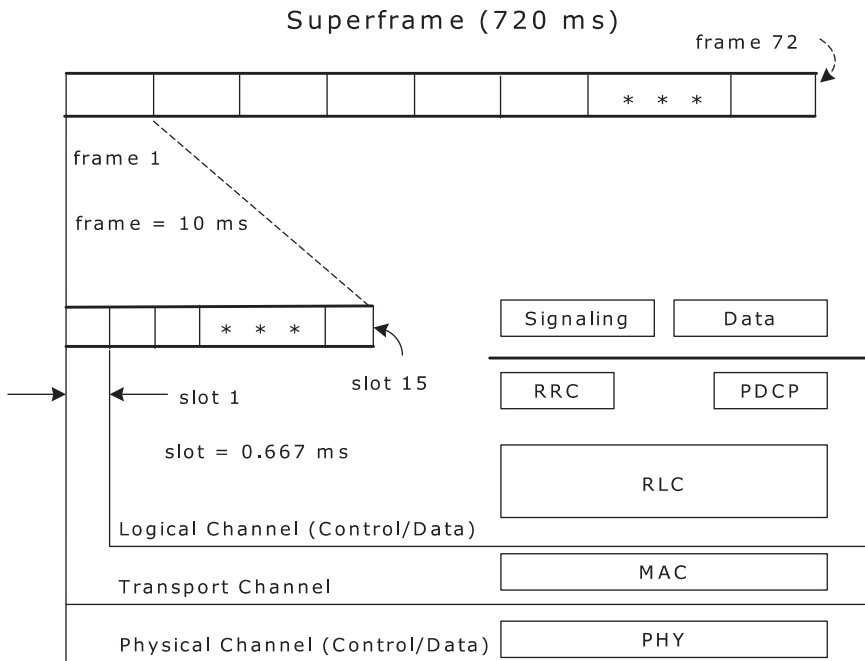 Superframe (720 ms)
frame 72
* * *
frame 1
frame = 10 ms
* * *
slot 15
slot 1
slot = 0.667 ms
Signaling
Data
RRC
PDCP
RLC
Logical Channel (Control/Data)
MAC
Transport Channel
PHY
Physical Channel (Control/Data)